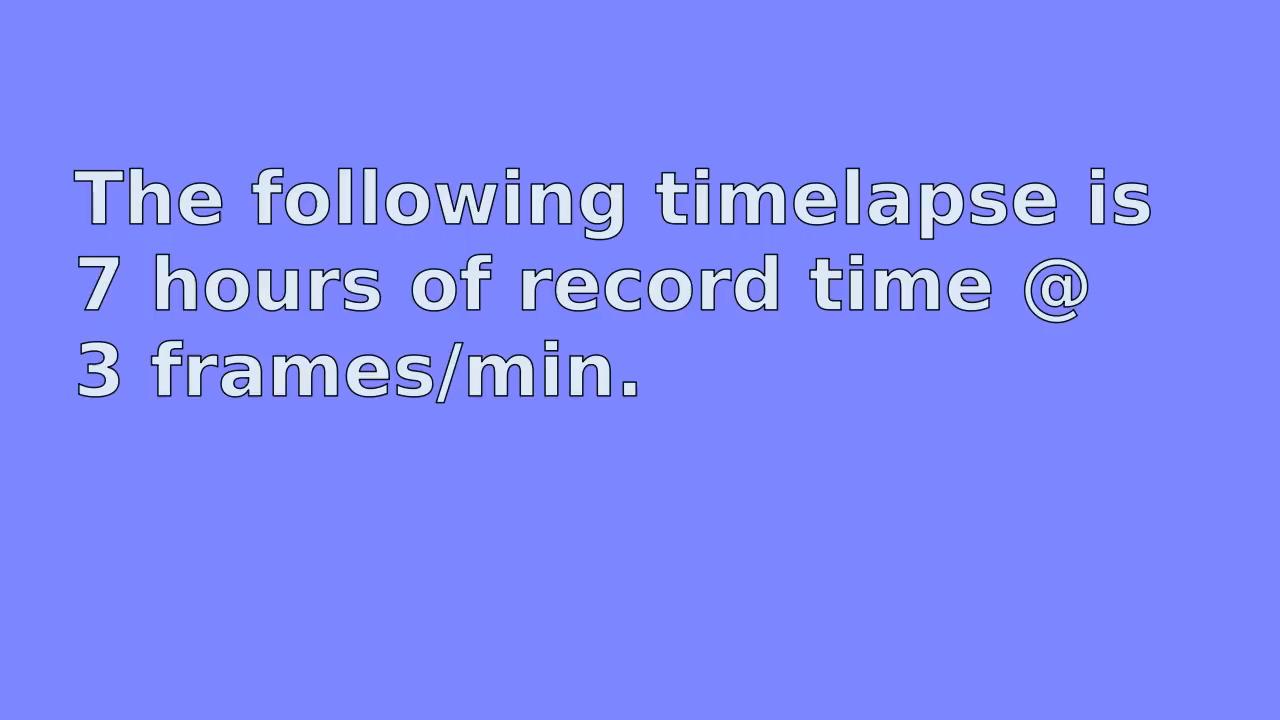 The following timelapse is
7 hours of record time @
3 frames/min.